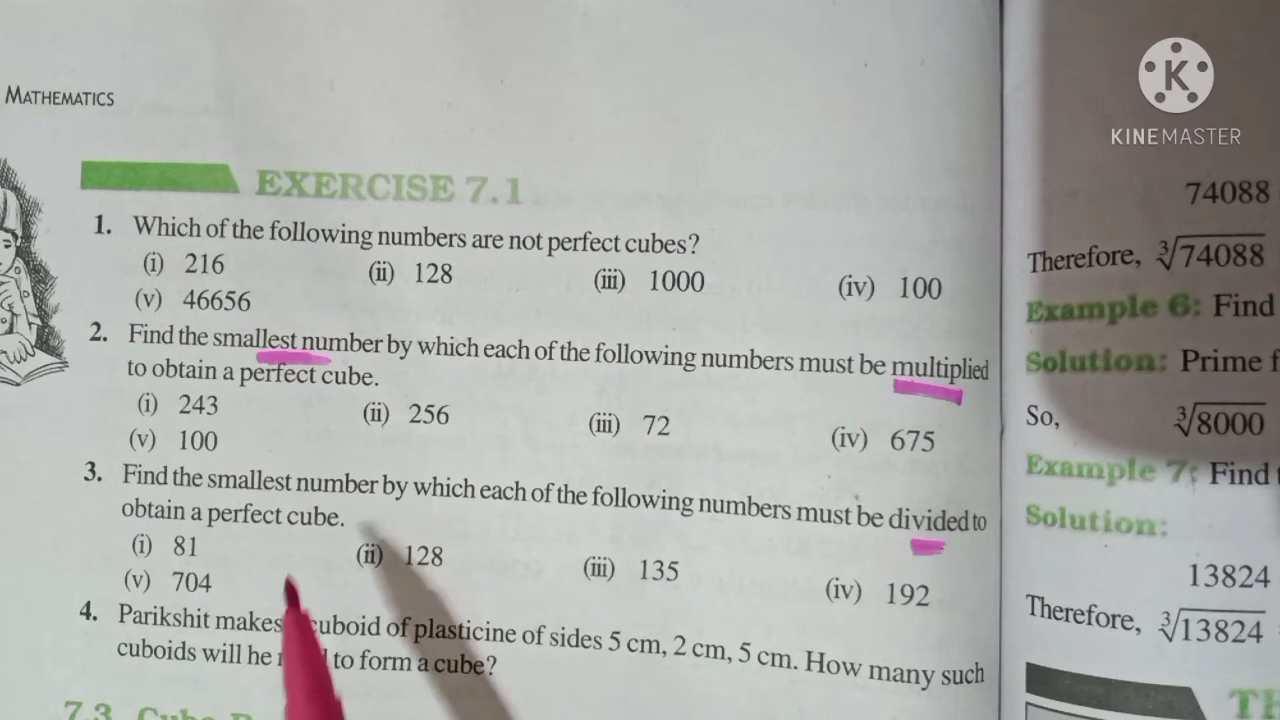 MATHEMATICS
EXERCISE 7.1
1. Which of the following numbers are not perfect cubes?
(i) 216 (ii) 128 (iii) 1000 (iv) 100
(v) 46656
2. Find the smallest number by which each of the following numbers must be multiplied
to obtain a perfect cube.
(i) 243 (ii) 256 (iii) 72 (iv) 675
(v) 100
3. Find the smallest number by which each of the following numbers must be divided to
obtain a perfect cube.
(i) 81 (ii) 128 (iii) 135 (iv) 192
(v) 704
4. Parikshit makes cuboid of plasticine of sides 5 cm, 2 cm, 5 cm. How many such
cuboids will he to form a cube?
7.3
K
KINEMASTER
74088
Therefore, ∛74088
Example 6: Find
Solution: Prime f
So, ∛8000
Example 7: Find
Solution:
13824
Therefore, ∛13824